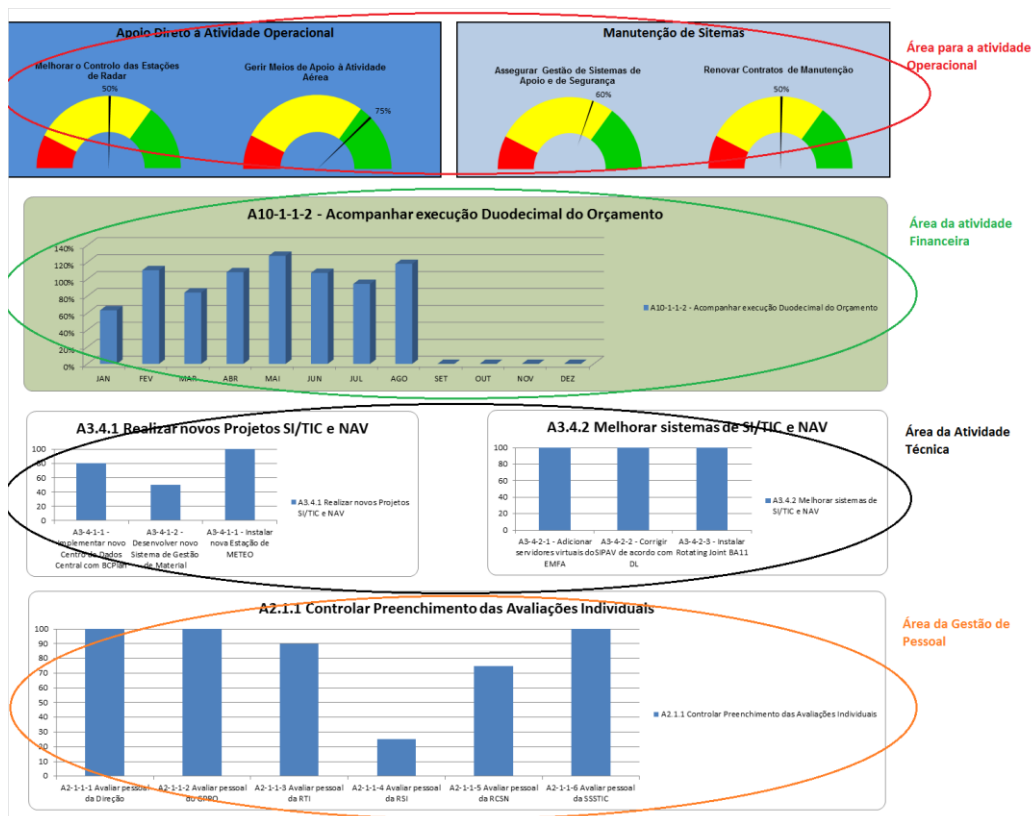 Apoio Direto à Atividade Operacional
Manutenção de Sitemas
Área para a atividade
Operacional
Melhorar o Controlo das Estações
de Radar
50%
Gerir Meios de Apoio à Atividade
Aérea
75%
Assegurar Gestão de Sistemas de
Apoio e de Segurança
60%
Renovar Contratos de Manutenção
50%
A10-1-1-2 - Acompanhar execução Duodecimal do Orçamento
Área da atividade
Financeira
140%
120%
100%
80%
60%
40%
20%
0%
JAN FEV MAR ABR MAI JUN JUL AGO SET OUT NOV DEZ
A10-1-1-2 - Acompanhar execução Duodecimal do Orçamento
A3.4.1 Realizar novos Projetos SI/TIC e NAV
100
80
60
40
20
0
A3-4-1-1 -
Implementar novo
Centro de Dados
Central com BCPlan
A3-4-1-2 -
Desenvolver novo
Sistema de Gestão
de Material
A3-4-1-1 - Instalar
nova Estação de
METEO
A3.4.1 Realizar novos Projetos
SI/TIC e NAV
A3.4.2 Melhorar sistemas de SI/TIC e NAV
100
80
60
40
20
0
A3-4-2-1 - Adicionar
servidores virtuais do
EMFA
A3-4-2-2 - Corrigir
SIPAV de acordo com
DL
A3-4-2-3 - Instalar
Rotating Joint BA11
A3.4.2 Melhorar sistemas de
SI/TIC e NAV
Área da Atividade
Técnica
A2.1.1 Controlar Preenchimento das Avaliações Individuais
Área da Gestão de
Pessoal
100
90
80
70
60
50
40
30
20
10
0
A2-1-1-1 Avaliar pessoal
da Direção
A2-1-1-2 Avaliar pessoal
do GPRO
A2-1-1-3 Avaliar pessoal
da RTI
A2-1-1-4 Avaliar pessoal
da RSI
A2-1-1-5 Avaliar pessoal
da RCSN
A2-1-1-6 Avaliar pessoal
da SSSTIC
A2.1.1 Controlar Preenchimento das Avaliações Individuais